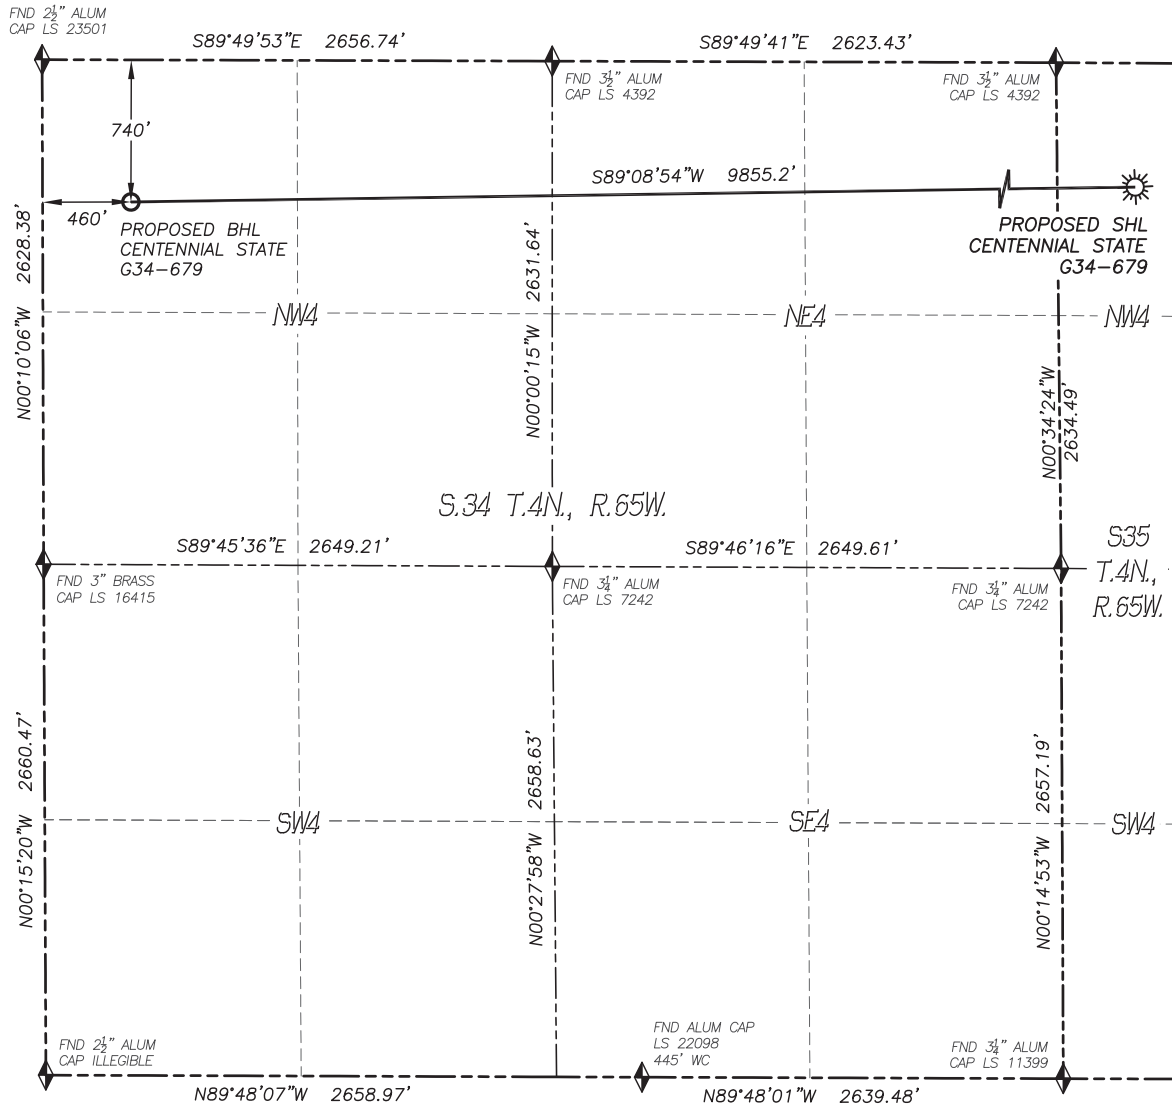 FND 2½" ALUM
CAP LS 23501
S89°49'53"E 2656.74'
S89°49'41"E 2623.43'
FND 3½" ALUM
CAP LS 4392
FND 3½" ALUM
CAP LS 4392
740'
S89°08'54"W 9855.2'
460'
PROPOSED BHL
CENTENNIAL STATE
G34-679
PROPOSED SHL
CENTENNIAL STATE
G34-679
N00°10'06"W 2628.38'
N00°00'15"W 2631.64'
NW4
NE4
NW4
N00°34'24"W
2634.49'
S.34 T.4N., R.65W.
S89°45'36"E 2649.21'
S89°46'16"E 2649.61'
S35
T.4N.,
R.65W.
FND 3" BRASS
CAP LS 16415
FND 3¼" ALUM
CAP LS 7242
FND 3¼" ALUM
CAP LS 7242
N00°15'20"W 2660.47'
N00°27'58"W 2658.63'
N00°14'53"W 2657.19'
SW4
SE4
SW4
FND 2½" ALUM
CAP ILLEGIBLE
FND ALUM CAP
LS 22098
445' WC
FND 3¼" ALUM
CAP LS 11399
N89°48'07"W 2658.97'
N89°48'01"W 2639.48'